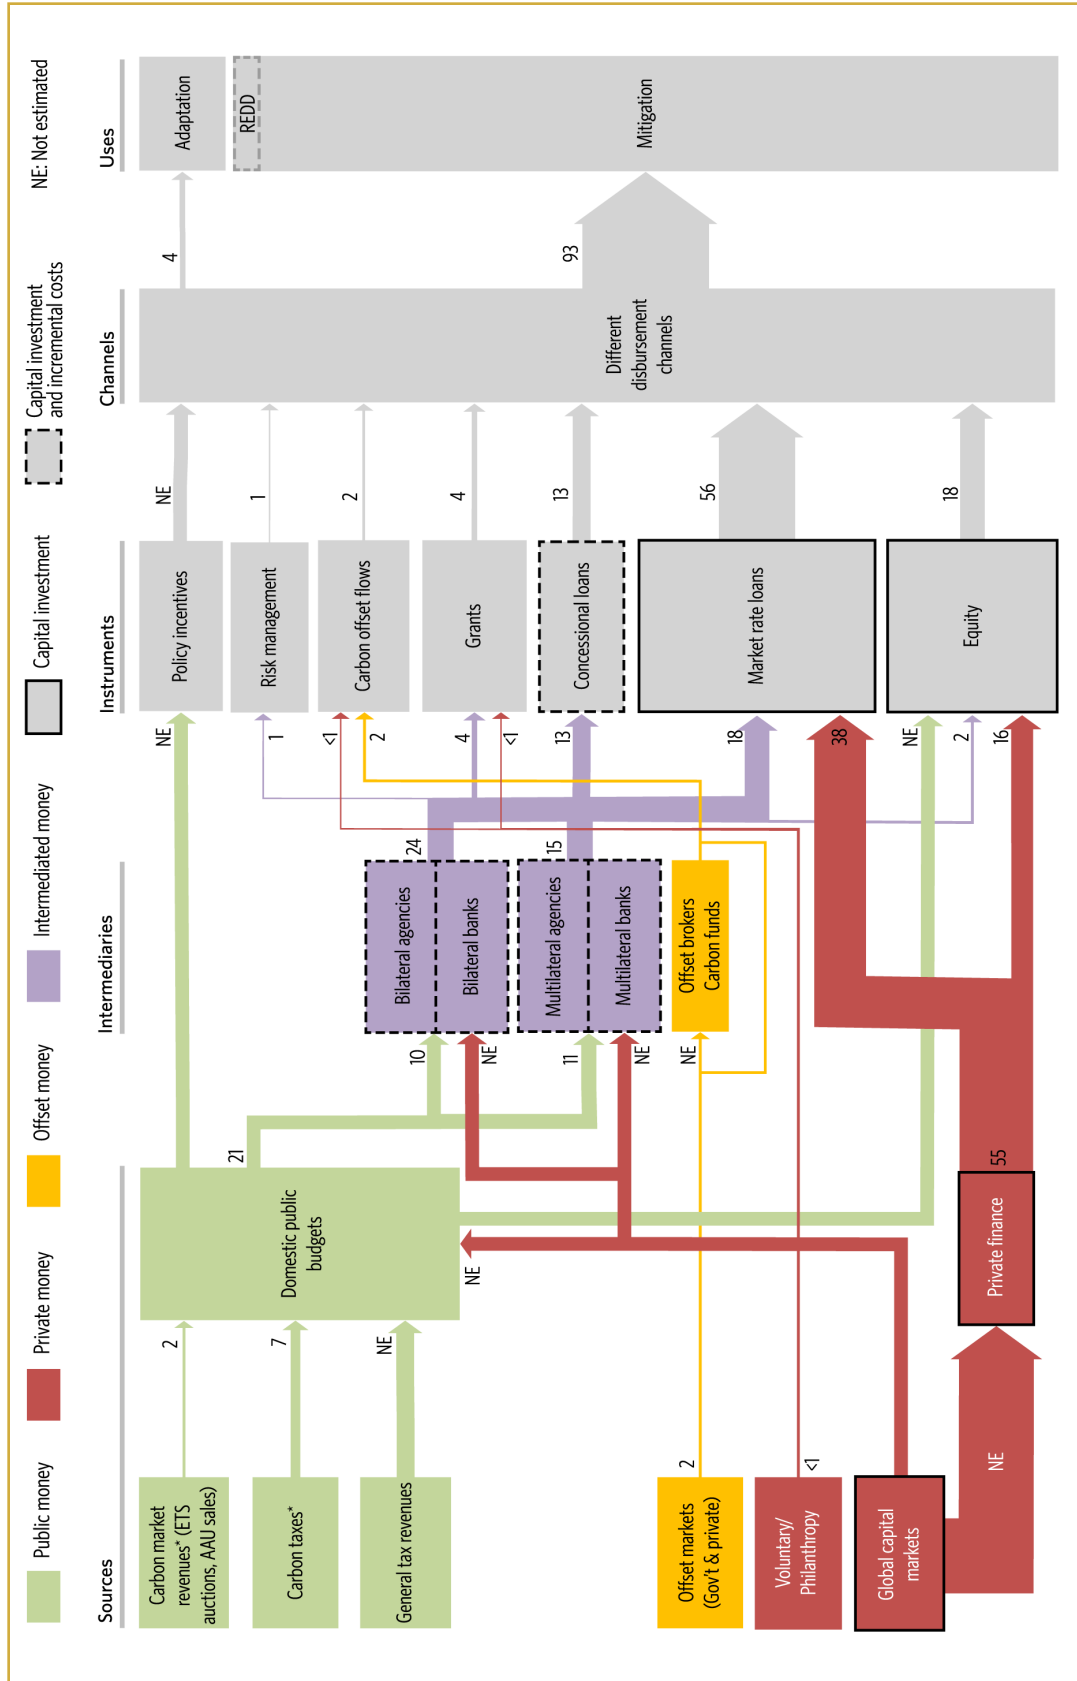 Public money
Private money
Offset money
Intermediated money
Capital investment
Capital investment
and incremental costs
NE: Not estimated
Sources
Intermediaries
Instruments
Channels
Uses
Carbon market
revenues* (ETS
auctions, AAU sales)
2
Carbon taxes*
7
General tax revenues
NE
Domestic public
budgets
NE
21
NE
10
NE
11
NE
Offset markets
(Gov't & private)
2
NE
Voluntary/
Philanthropy
<1
Global capital
markets
NE
Private finance
55
Bilateral agencies
Bilateral banks
24
Multilateral agencies
Multilateral banks
15
Offset brokers
Carbon funds
1
<1
2
4
<1
13
18
38
NE
2
16
Policy incentives
NE
Risk management
1
Carbon offset flows
2
Grants
4
Concessional loans
13
Market rate loans
56
Equity
18
Different
disbursement
channels
4
93
Adaptation
REDD
Mitigation